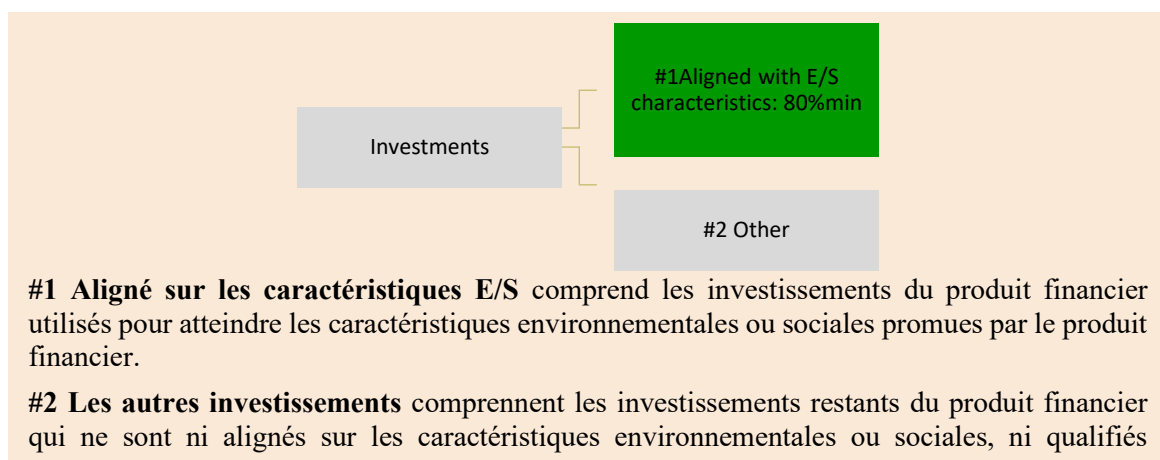 #1Aligned with E/S
characteristics: 80%min
Investments
#2 Other
#1 Aligné sur les caractéristiques E/S comprend les investissements du produit financier
utilisés pour atteindre les caractéristiques environnementales ou sociales promues par le produit
financier.
#2 Les autres investissements comprennent les investissements restants du produit financier
qui ne sont ni alignés sur les caractéristiques environnementales ou sociales, ni qualifiés